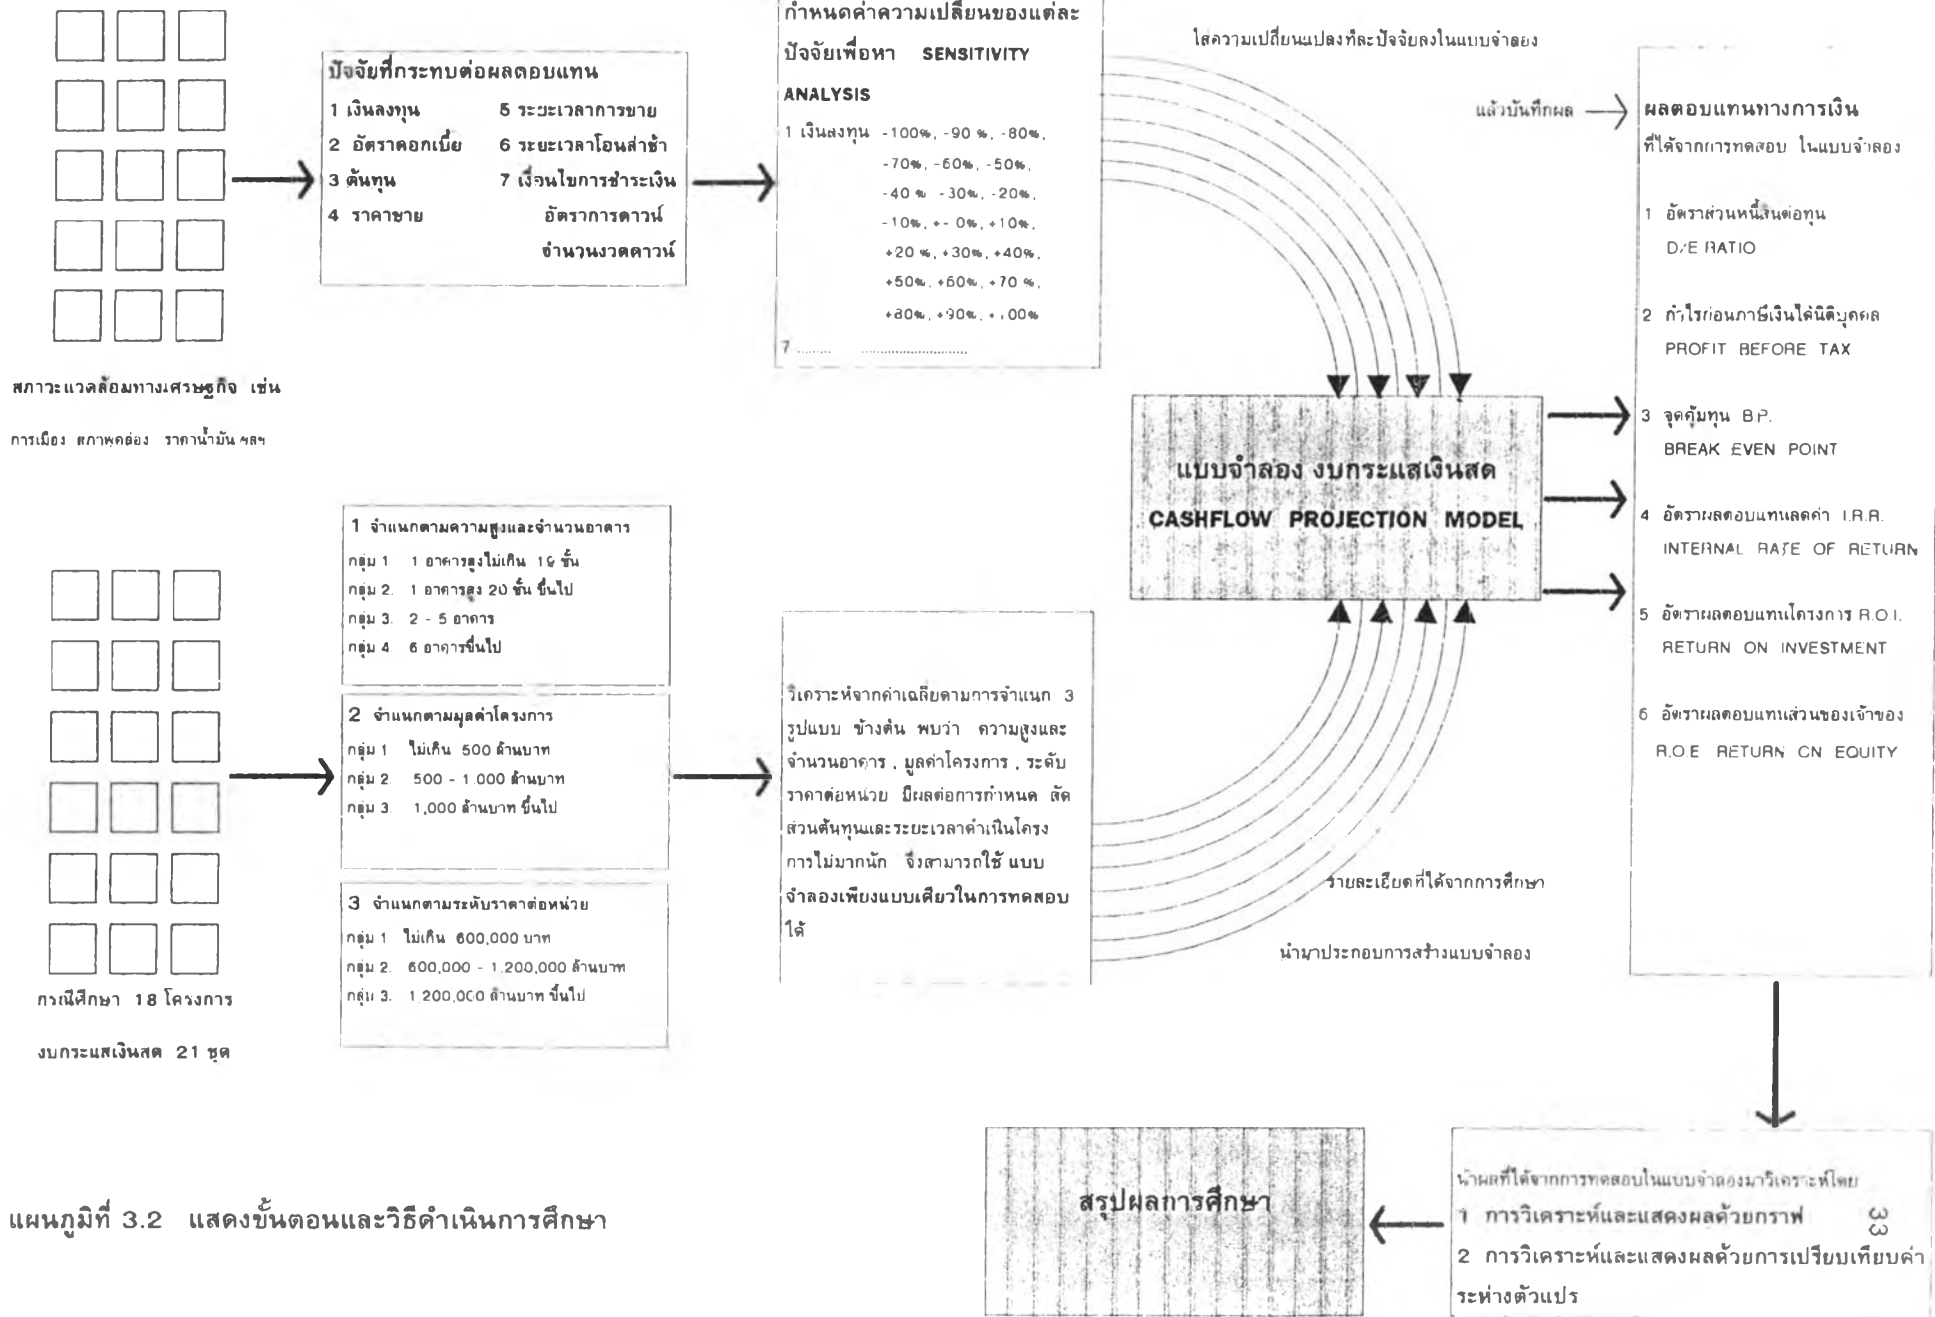 สภาวะแวดล้อมทางเศรษฐกิจ เช่น
การเมือง สภาพคล่อง ราคาน้ำมัน ฯลฯ
ปัจจัยที่กระทบต่อผลตอบแทน
1 เงินลงทุน
2 อัตราดอกเบี้ย
3 ต้นทุน
4 ราคาขาย
5 ระยะเวลาการขาย
6 ระยะเวลาโอนล่าช้า
7 เงื่อนไขการชำระเงิน
อัตราการดาวน์
จำนวนงวดดาวน์
กำหนดค่าความเปลี่ยนของแต่ละ
ปัจจัยเพื่อหา SENSITIVITY
ANALYSIS
1 เงินลงทุน -100%, -90 %, -80%,
-70%, -60%, -50%,
-40 % -30%, -20%,
-10%, +- 0%, +10%,
+20 %, +30%, +40%,
+50%, +60%, +70 %,
+80%, +90%, +100%
7 ....... ......................
ใส่ความเปลี่ยนแปลงทีละปัจจัยลงในแบบจำลอง
แล้วบันทึกผล
ผลตอบแทนทางการเงิน
ที่ได้จากการทดสอบ ในแบบจำลอง
1 อัตราส่วนหนี้สินต่อทุน
D/E RATIO
2 กำไรก่อนภาษีเงินได้นิติบุคคล
PROFIT BEFORE TAX
3 จุดคุ้มทุน B.P.
BREAK EVEN POINT
4 อัตราผลตอบแทนลดค่า I.R.R.
INTERNAL RATE OF RETURN
5 อัตราผลตอบแทนโครงการ R.O.I.
RETURN ON INVESTMENT
6 อัตราผลตอบแทนส่วนของเจ้าของ
R.O.E RETURN ON EQUITY
แบบจำลอง งบกระแสเงินสด
CASHFLOW PROJECTION MODEL
กรณีศึกษา 18 โครงการ
งบกระแสเงินสด 21 ชุด
1 จำแนกตามความสูงและจำนวนอาคาร
กลุ่ม 1 1 อาคารสูงไม่เกิน 19 ชั้น
กลุ่ม 2. 1 อาคารสูง 20 ชั้น ขึ้นไป
กลุ่ม 3. 2 - 5 อาคาร
กลุ่ม 4. 6 อาคารขึ้นไป
2 จำแนกตามมูลค่าโครงการ
กลุ่ม 1 ไม่เกิน 500 ล้านบาท
กลุ่ม 2. 500 - 1,000 ล้านบาท
กลุ่ม 3. 1,000 ล้านบาท ขึ้นไป
3 จำแนกตามระดับราคาต่อหน่วย
กลุ่ม 1 ไม่เกิน 600,000 บาท
กลุ่ม 2. 600,000 - 1,200,000 ล้านบาท
กลุ่ม 3. 1,200,000 ล้านบาท ขึ้นไป
วิเคราะห์จากค่าเฉลี่ยตามการจำแนก 3
รูปแบบ ข้างต้น พบว่า ความสูงและ
จำนวนอาคาร , มูลค่าโครงการ , ระดับ
ราคาต่อหน่วย มีผลต่อการกำหนด สัด
ส่วนต้นทุนและระยะเวลาดำเนินโครง
การไม่มากนัก จึงสามารถใช้ แบบ
จำลองเพียงแบบเดียวในการทดสอบ
ได้
รายละเอียดที่ได้จากการศึกษา
นำมาประกอบการสร้างแบบจำลอง
นำผลที่ได้จากการทดสอบในแบบจำลองมาวิเคราะห์โดย
1 การวิเคราะห์และแสดงผลด้วยกราฟ
2 การวิเคราะห์และแสดงผลด้วยการเปรียบเทียบค่า
ระห่างตัวแปร
สรุปผลการศึกษา
แผนภูมิที่ 3.2 แสดงขั้นตอนและวิธีดำเนินการศึกษา
33